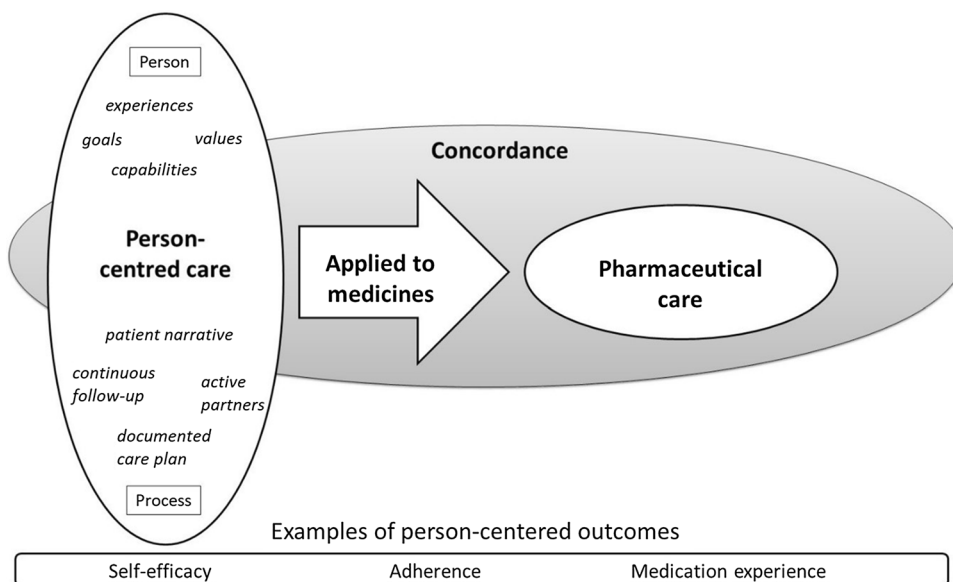 Person
experiences
goals values
capabilities
Person-
centred care
patient narrative
continuous
follow-up
active
partners
documented
care plan
Process
Concordance
Applied to
medicines
Pharmaceutical
care
Examples of person-centered outcomes
Self-efficacy Adherence Medication experience